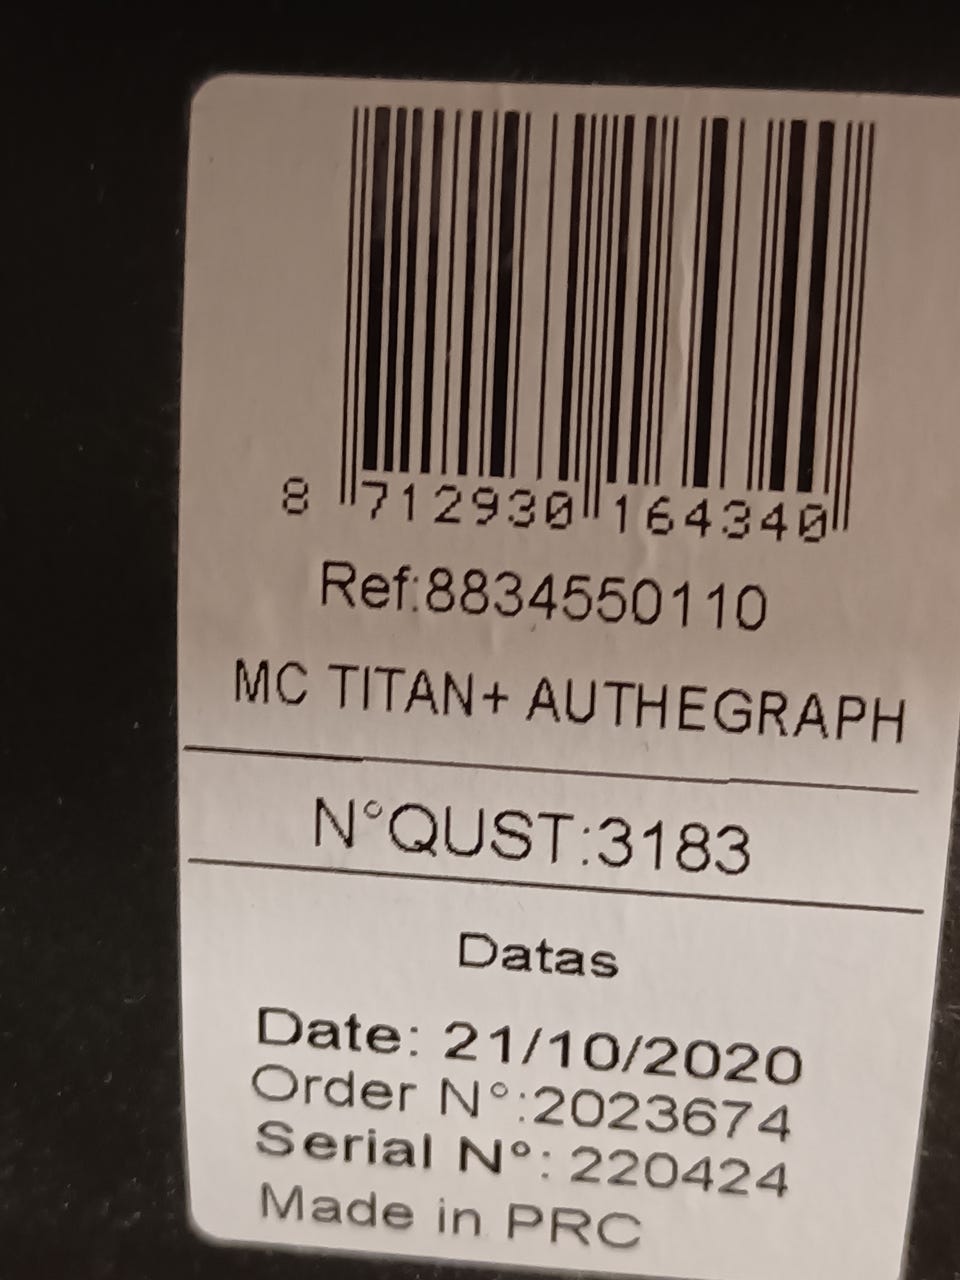 8 712930 164340
Ref:8834550110
MC TITAN+ AUTHEGRAPH
N°QUST:3183
Datas
Date: 21/10/2020
Order N°:2023674
Serial N°: 220424
Made in PRC